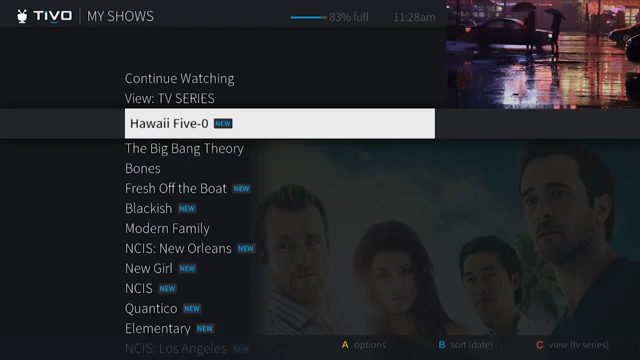 TIVO MY SHOWS 83% full 11:28am
Continue Watching
View: TV SERIES
Hawaii Five-0 NEW
The Big Bang Theory
Bones
Fresh Off the Boat NEW
Blackish NEW
Modern Family
NCIS: New Orleans NEW
New Girl NEW
NCIS NEW
Quantico NEW
Elementary NEW
NCIS: Los Angeles NEW
A options B sort (date) C view (tv series)